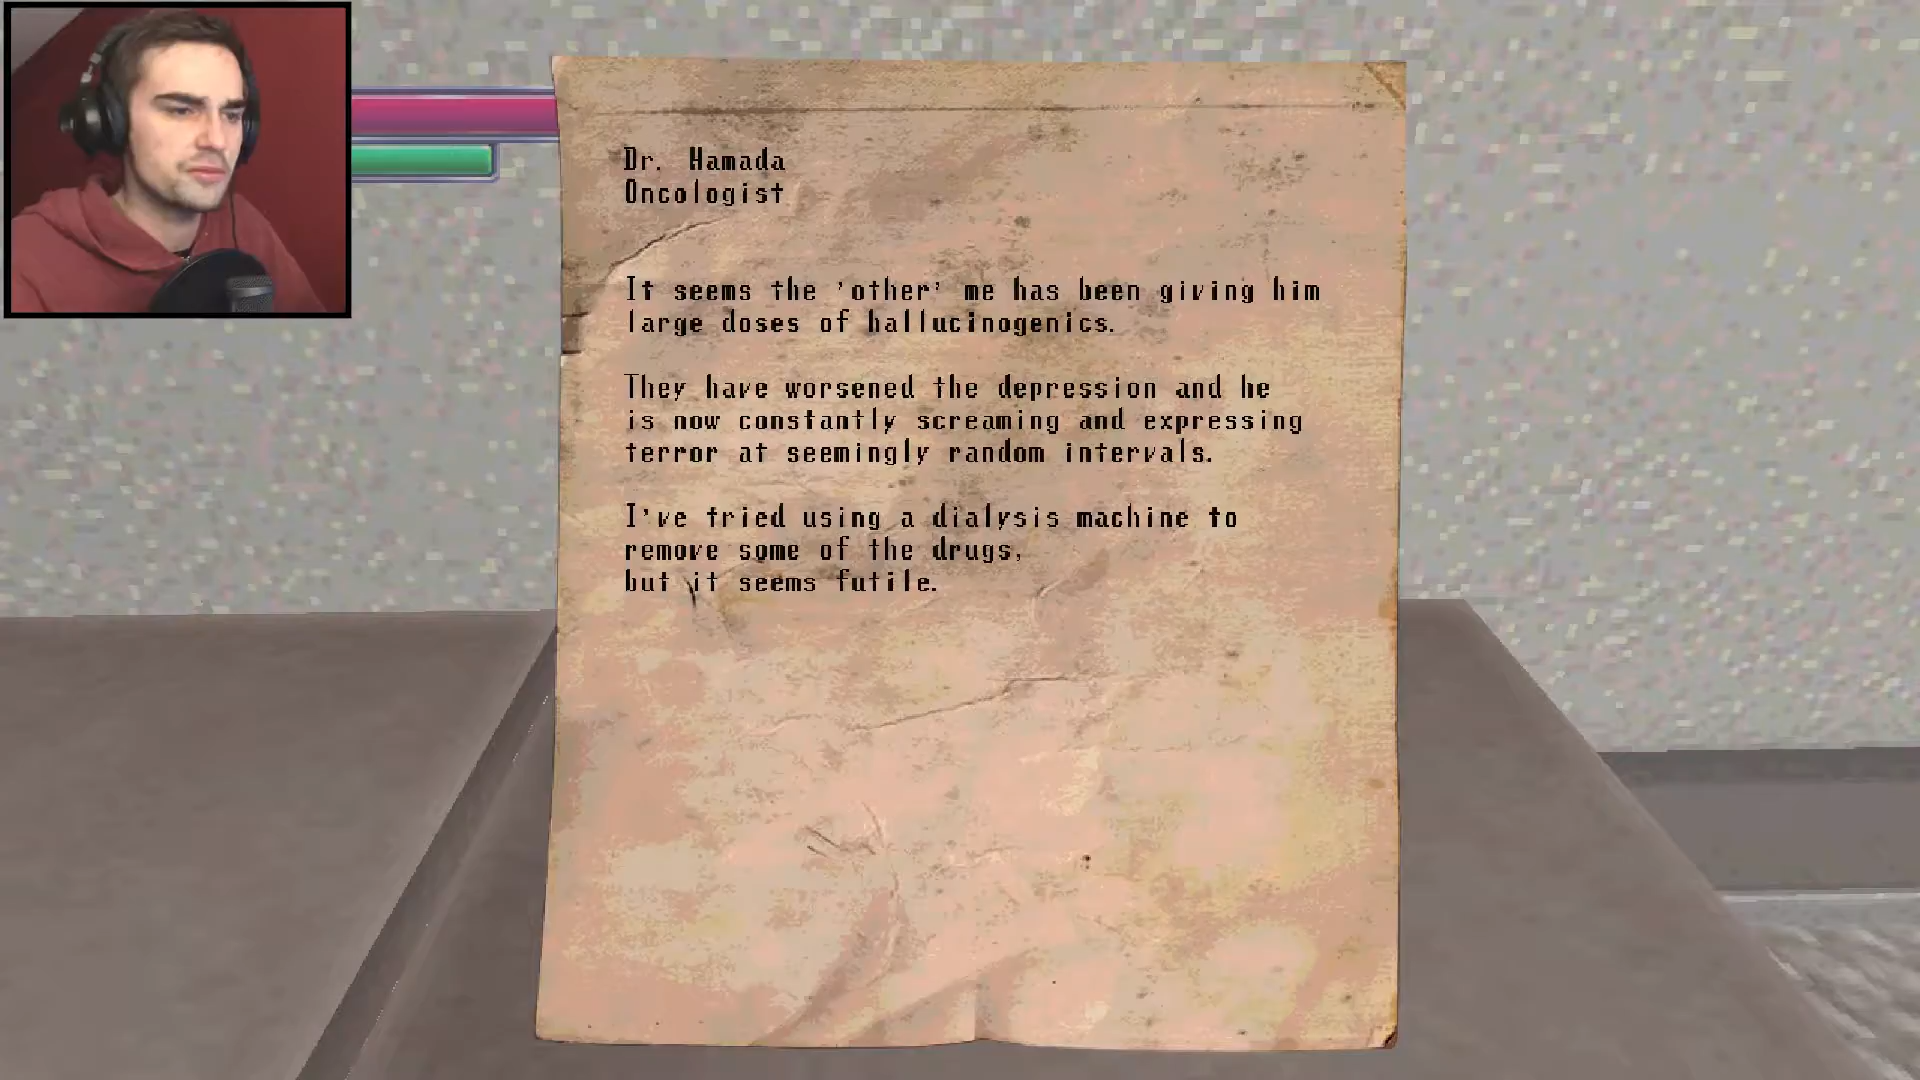 Dr. Hamada
Oncologist
It seems the 'other' me has been giving him
large doses of hallucinogenics.
They have worsened the depression and he
is now constantly screaming and expressing
terror at seemingly random intervals.
I've tried using a dialysis machine to
remove some of the drugs,
but it seems futile.